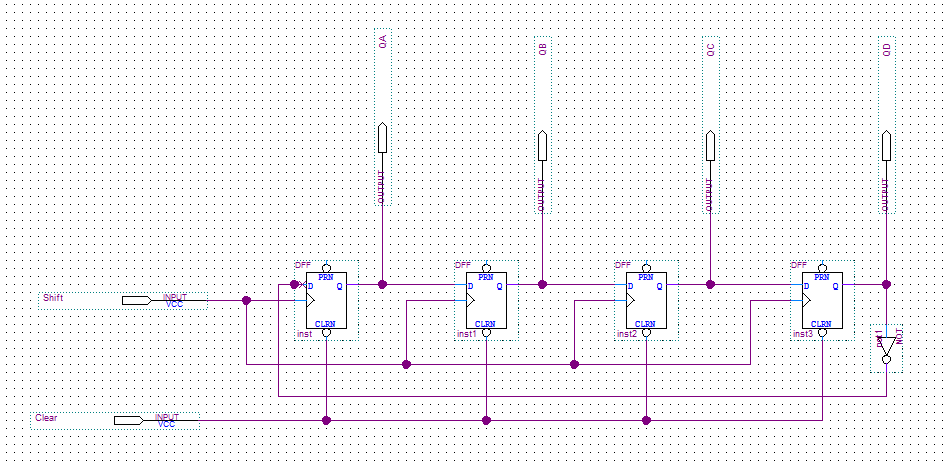 QA
QB
QC
QD
OUTPUT
OUTPUT
OUTPUT
OUTPUT
DFF
DFF
DFF
DFF
PRN
PRN
PRN
PRN
D Q
D Q
D Q
D Q
Shift
INPUT
VCC
CLRN
CLRN
CLRN
CLRN
inst
inst1
inst2
inst3
NOT
Clear
INPUT
VCC